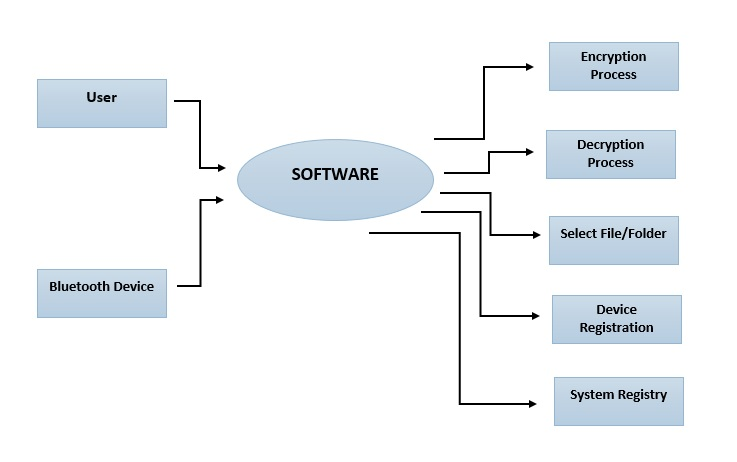 User
Bluetooth Device
SOFTWARE
Encryption
Process
Decryption
Process
Select File/Folder
Device
Registration
System Registry